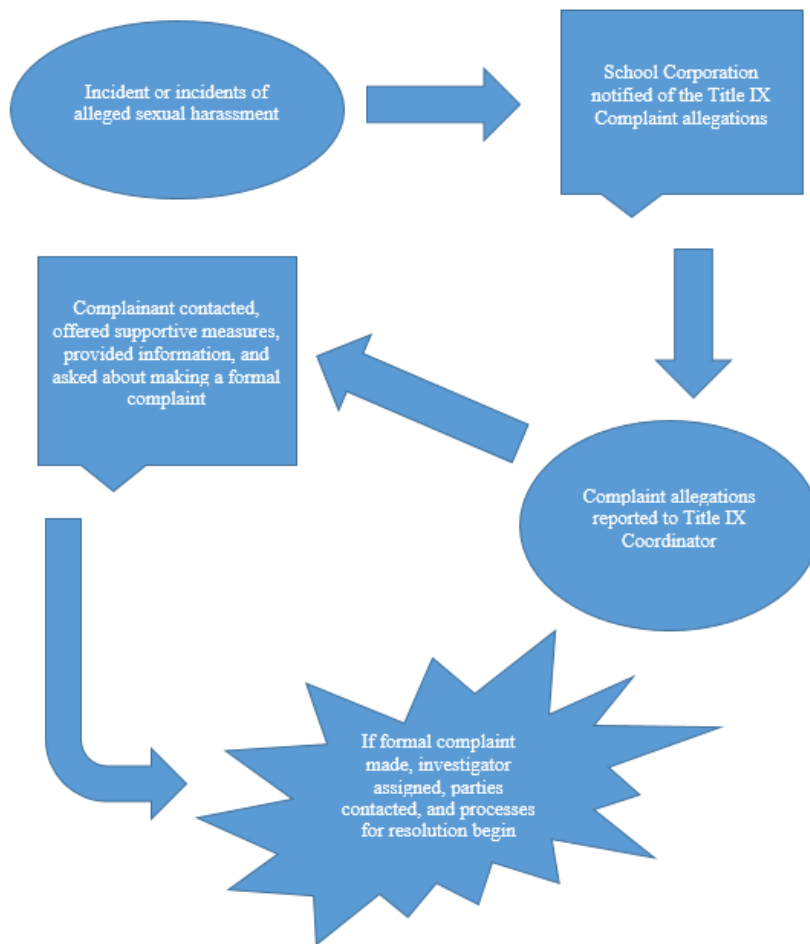 Incident or incidents of
alleged sexual harassment
School Corporation
notified of the Title IX
Complaint allegations
Complainant contacted,
offered supportive measures,
provided information, and
asked about making a formal
complaint
Complaint allegations
reported to Title IX
Coordinator
If formal complaint
made, investigator
assigned, parties
contacted, and processes
for resolution begin